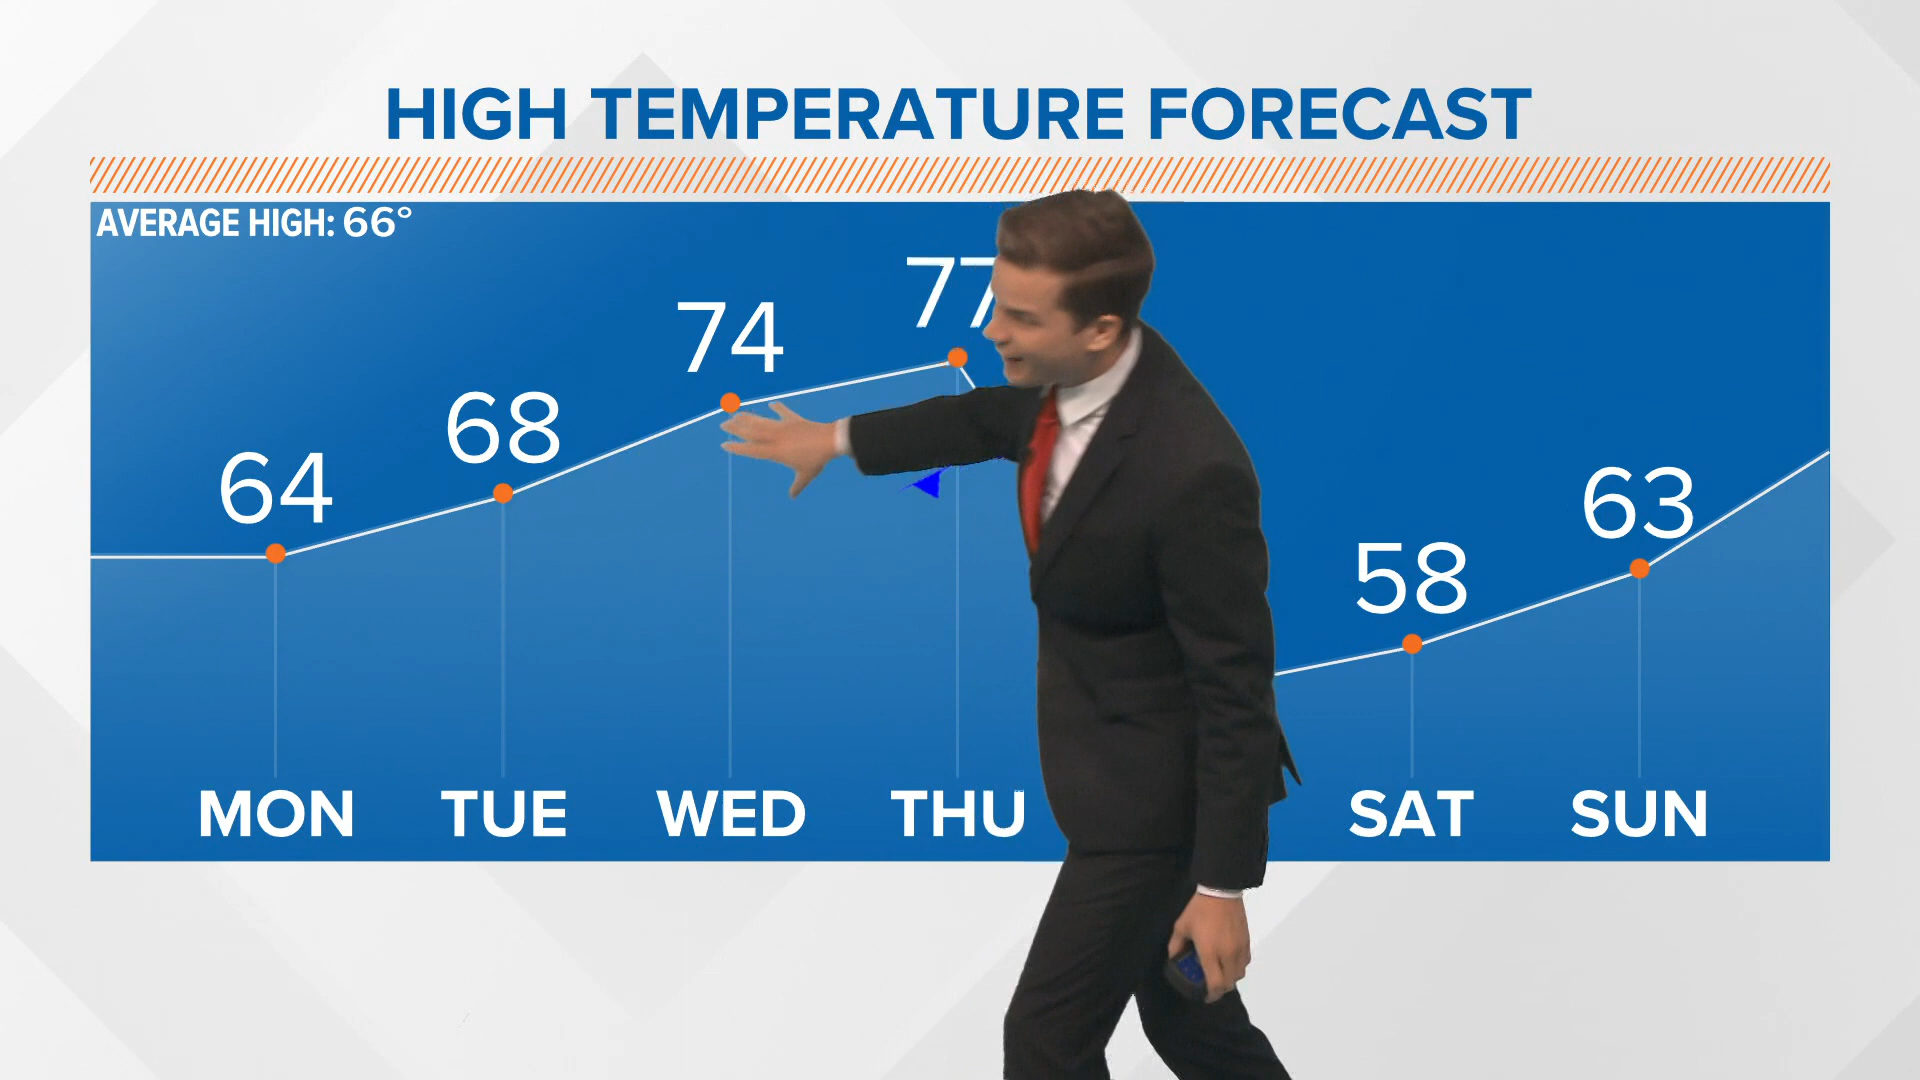 HIGH TEMPERATURE FORECAST
AVERAGE HIGH: 66°
64 68 74 77 58 63
MON TUE WED THU SAT SUN